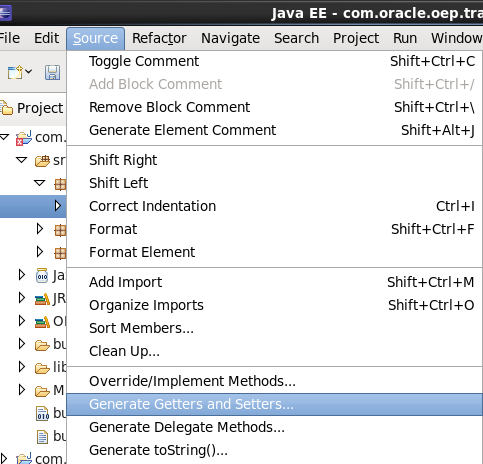 Java EE - com.oracle.oep.tra
File Edit Source Refactor Navigate Search Project Run Window
Toggle Comment Shift+Ctrl+C
Add Block Comment Shift+Ctrl+/
Remove Block Comment Shift+Ctrl+\
Generate Element Comment Shift+Alt+J
Shift Right
Shift Left
Correct Indentation Ctrl+I
Format Shift+Ctrl+F
Format Element
Add Import Shift+Ctrl+M
Organize Imports Shift+Ctrl+O
Sort Members...
Clean Up...
Override/Implement Methods...
Generate Getters and Setters...
Generate Delegate Methods...
Generate toString()...
Project
com.
sr
Ja
JR
O
bu
lib
M
bu
bu
com.